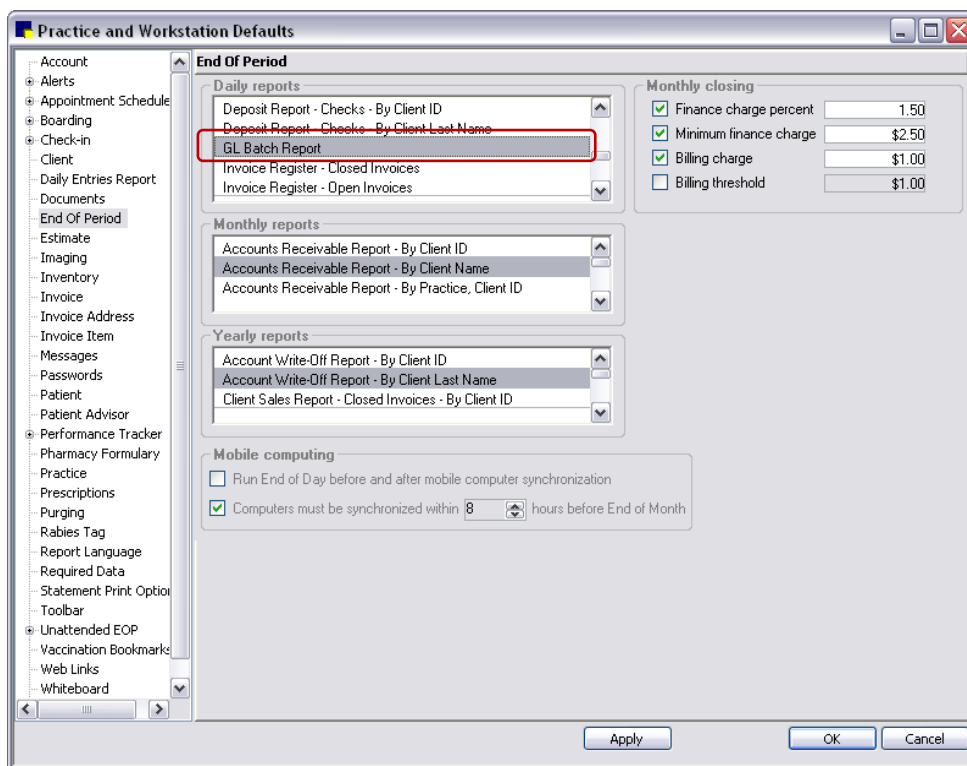 Practice and Workstation Defaults
Account
Alerts
Appointment Schedule
Boarding
Check-in
Client
Daily Entries Report
Documents
End Of Period
Estimate
Imaging
Inventory
Invoice
Invoice Address
Invoice Item
Messages
Passwords
Patient
Patient Advisor
Performance Tracker
Pharmacy Formulary
Practice
Prescriptions
Purging
Rabies Tag
Report Language
Required Data
Statement Print Option
Toolbar
Unattended EOP
Vaccination Bookmarks
Web Links
Whiteboard
End Of Period
Daily reports
Deposit Report - Checks - By Client ID
Deposit Report - Checks - By Client Last Name
GL Batch Report
Invoice Register - Closed Invoices
Invoice Register - Open Invoices
Monthly reports
Accounts Receivable Report - By Client ID
Accounts Receivable Report - By Client Name
Accounts Receivable Report - By Practice, Client ID
Yearly reports
Account Write-Off Report - By Client ID
Account Write-Off Report - By Client Last Name
Client Sales Report - Closed Invoices - By Client ID
Mobile computing
Run End of Day before and after mobile computer synchronization
Computers must be synchronized within 8 hours before End of Month
Monthly closing
Finance charge percent 1.50
Minimum finance charge $2.50
Billing charge $1.00
Billing threshold $1.00
Apply OK Cancel